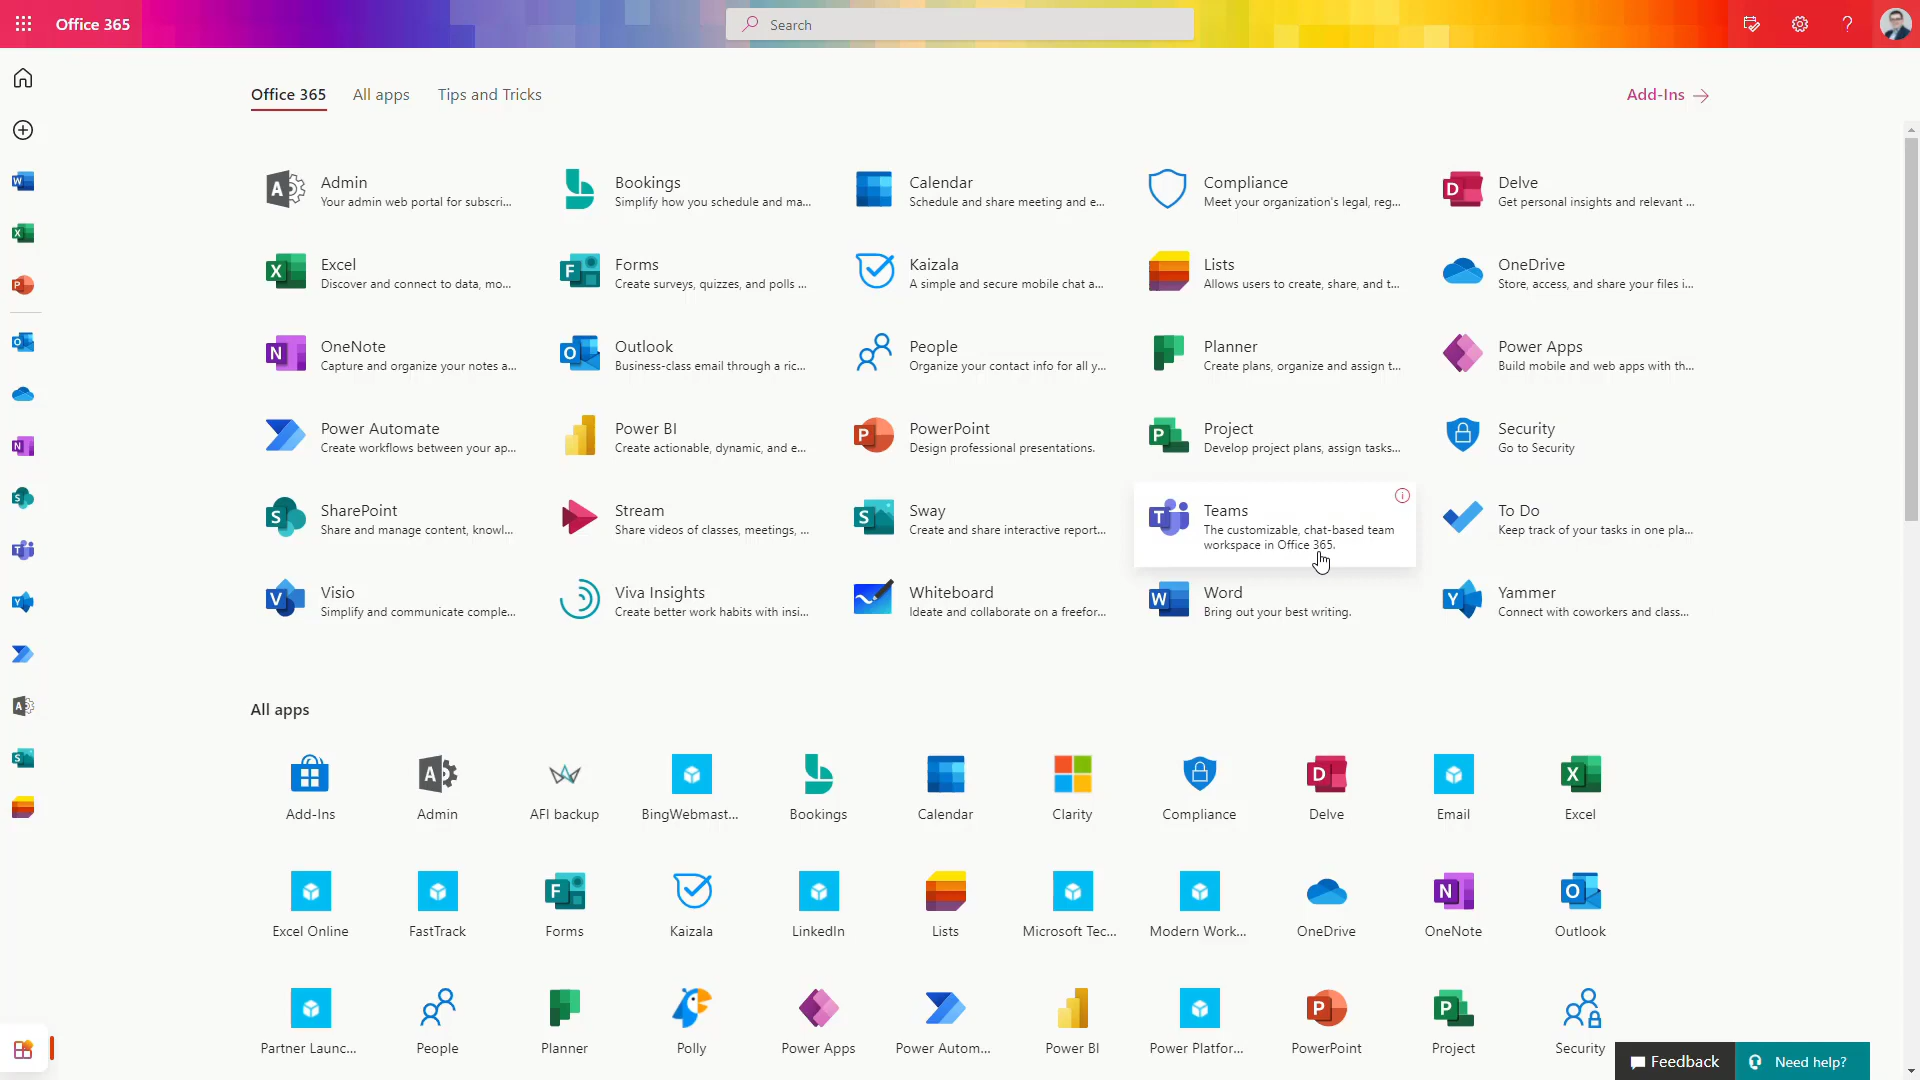 Office 365
Search
Office 365
All apps
Tips and Tricks
Add-Ins
Admin
Your admin web portal for subscri...
Bookings
Simplify how you schedule and ma...
Calendar
Schedule and share meeting and e...
Compliance
Meet your organization's legal, reg...
Delve
Get personal insights and relevant ...
Excel
Discover and connect to data, mo...
Forms
Create surveys, quizzes, and polls ...
Kaizala
A simple and secure mobile chat a...
Lists
Allows users to create, share, and t...
OneDrive
Store, access, and share your files i...
OneNote
Capture and organize your notes a...
Outlook
Business-class email through a ric...
People
Organize your contact info for all y...
Planner
Create plans, organize and assign t...
Power Apps
Build mobile and web apps with th...
Power Automate
Create workflows between your ap...
Power BI
Create actionable, dynamic, and e...
PowerPoint
Design professional presentations.
Project
Develop project plans, assign tasks...
Security
Go to Security
SharePoint
Share and manage content, knowl...
Stream
Share videos of classes, meetings, ...
Sway
Create and share interactive report...
Teams
The customizable, chat-based team
workspace in Office 365.
To Do
Keep track of your tasks in one pla...
Visio
Simplify and communicate comple...
Viva Insights
Create better work habits with insi...
Whiteboard
Ideate and collaborate on a freefor...
Word
Bring out your best writing.
Yammer
Connect with coworkers and class...
All apps
Add-Ins
Admin
AFI backup
BingWebmast...
Bookings
Calendar
Clarity
Compliance
Delve
Email
Excel
Excel Online
FastTrack
Forms
Kaizala
LinkedIn
Lists
Microsoft Tec...
Modern Work...
OneDrive
OneNote
Outlook
Partner Launc...
People
Planner
Polly
Power Apps
Power Autom...
Power BI
Power Platfor...
PowerPoint
Project
Security
Feedback
Need help?